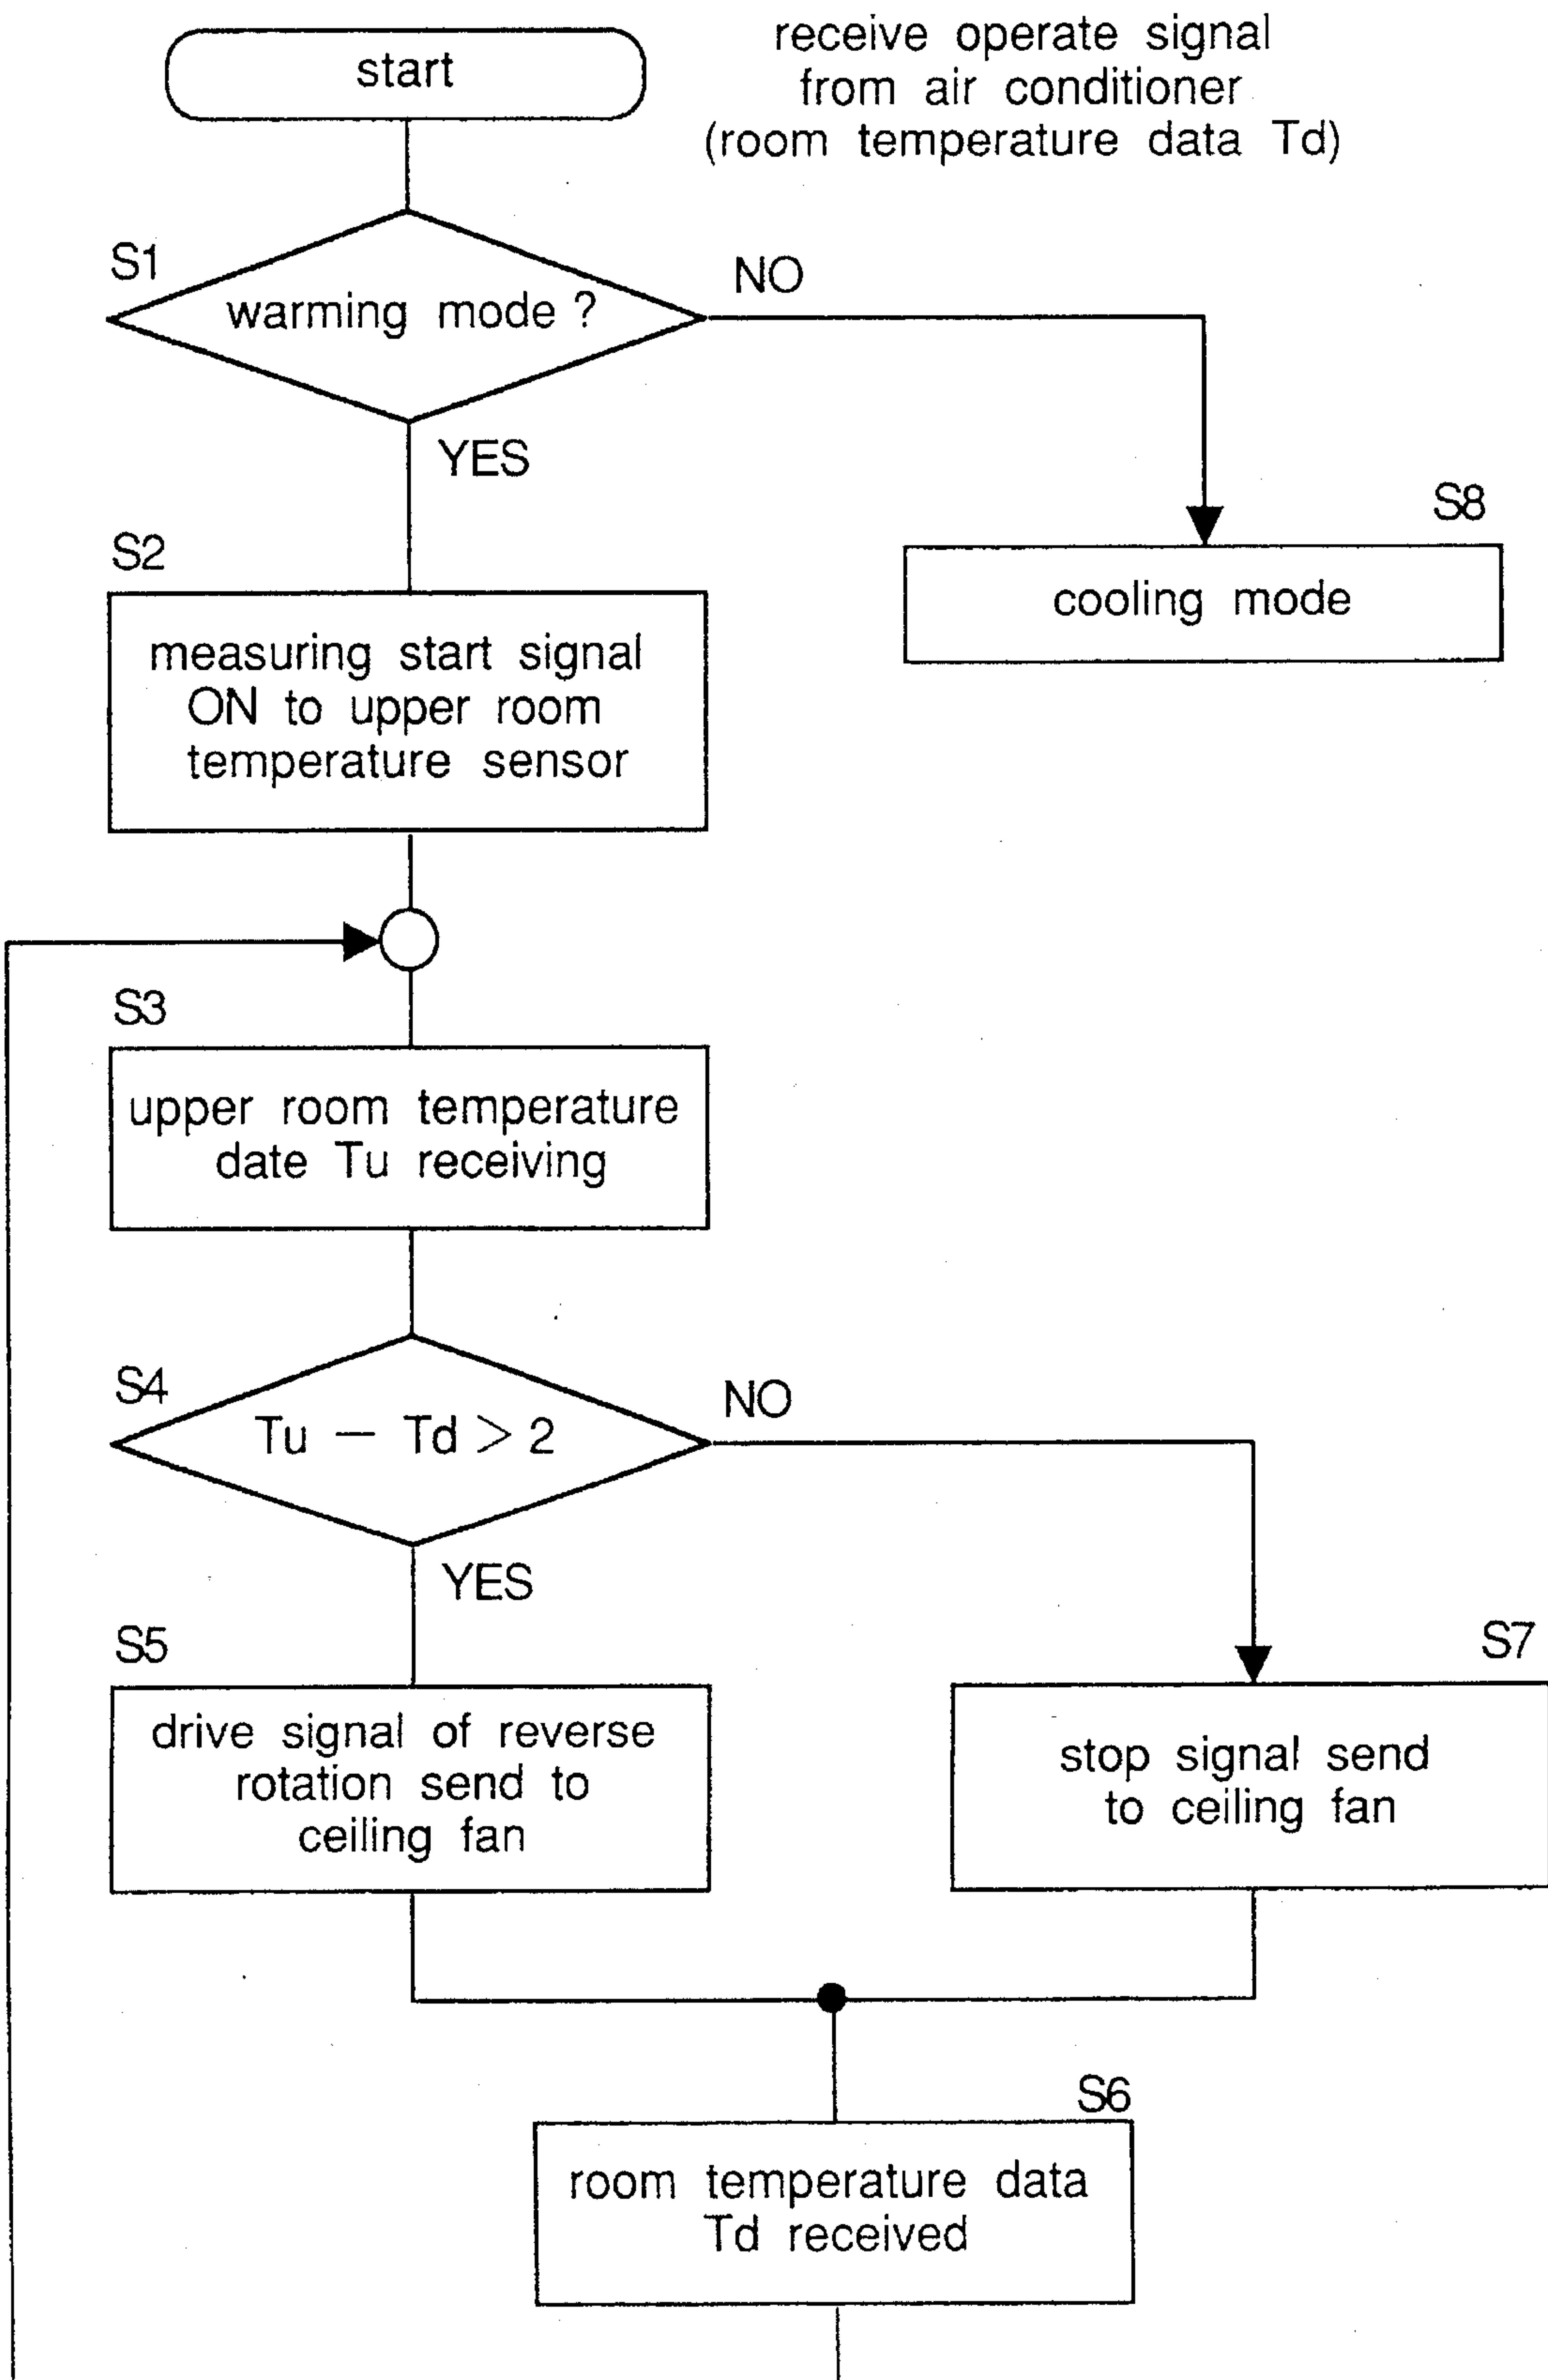 start
receive operate signal
from air conditioner
(room temperature data Td)
S1
warming mode ?
NO
YES
S2
measuring start signal
ON to upper room
temperature sensor
S8
cooling mode
S3
upper room temperature
date Tu receiving
S4
Tu － Td > 2
NO
YES
S5
drive signal of reverse
rotation send to
ceiling fan
S7
stop signal send
to ceiling fan
S6
room temperature data
Td received